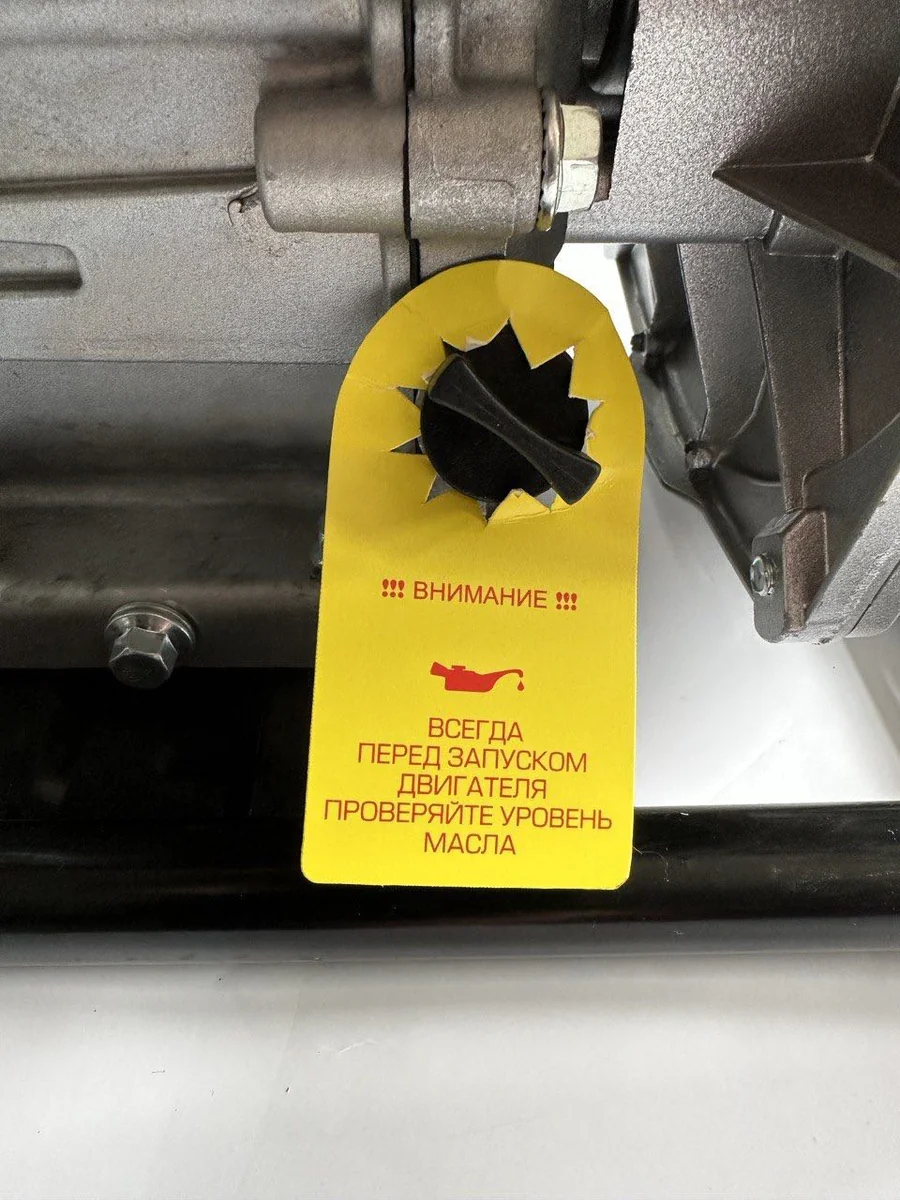 !!! ВНИМАНИЕ !!!
ВСЕГДА
ПЕРЕД ЗАПУСКОМ
ДВИГАТЕЛЯ
ПРОВЕРЯЙТЕ УРОВЕНЬ
МАСЛА